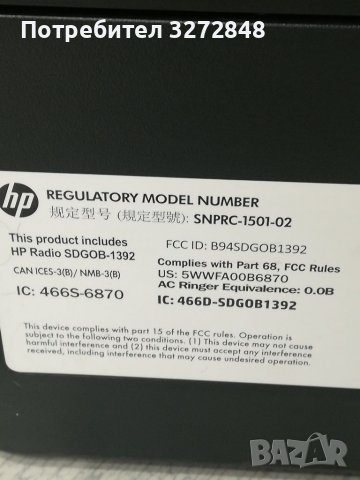 Потребител 3272848
hp
REGULATORY MODEL NUMBER
规定型号 (規定型號): SNPRC-1501-02
This product includes
HP Radio SDGOB-1392
CAN ICES-3(B) / NMB-3(B)
IC: 466S-6870
FCC ID: B94SDGOB1392
Complies with Part 68, FCC Rules
US: 5WWFA00B6870
AC Ringer Equivalence: 0.0B
IC: 466D-SDGOB1392
This device complies with part 15 of the FCC rules. Operation is
subject to the following two conditions. (1) This device may not cause
harmful interference and (2) this device must accept any interference
received, including interference that may cause undesired operation.
BAZAR